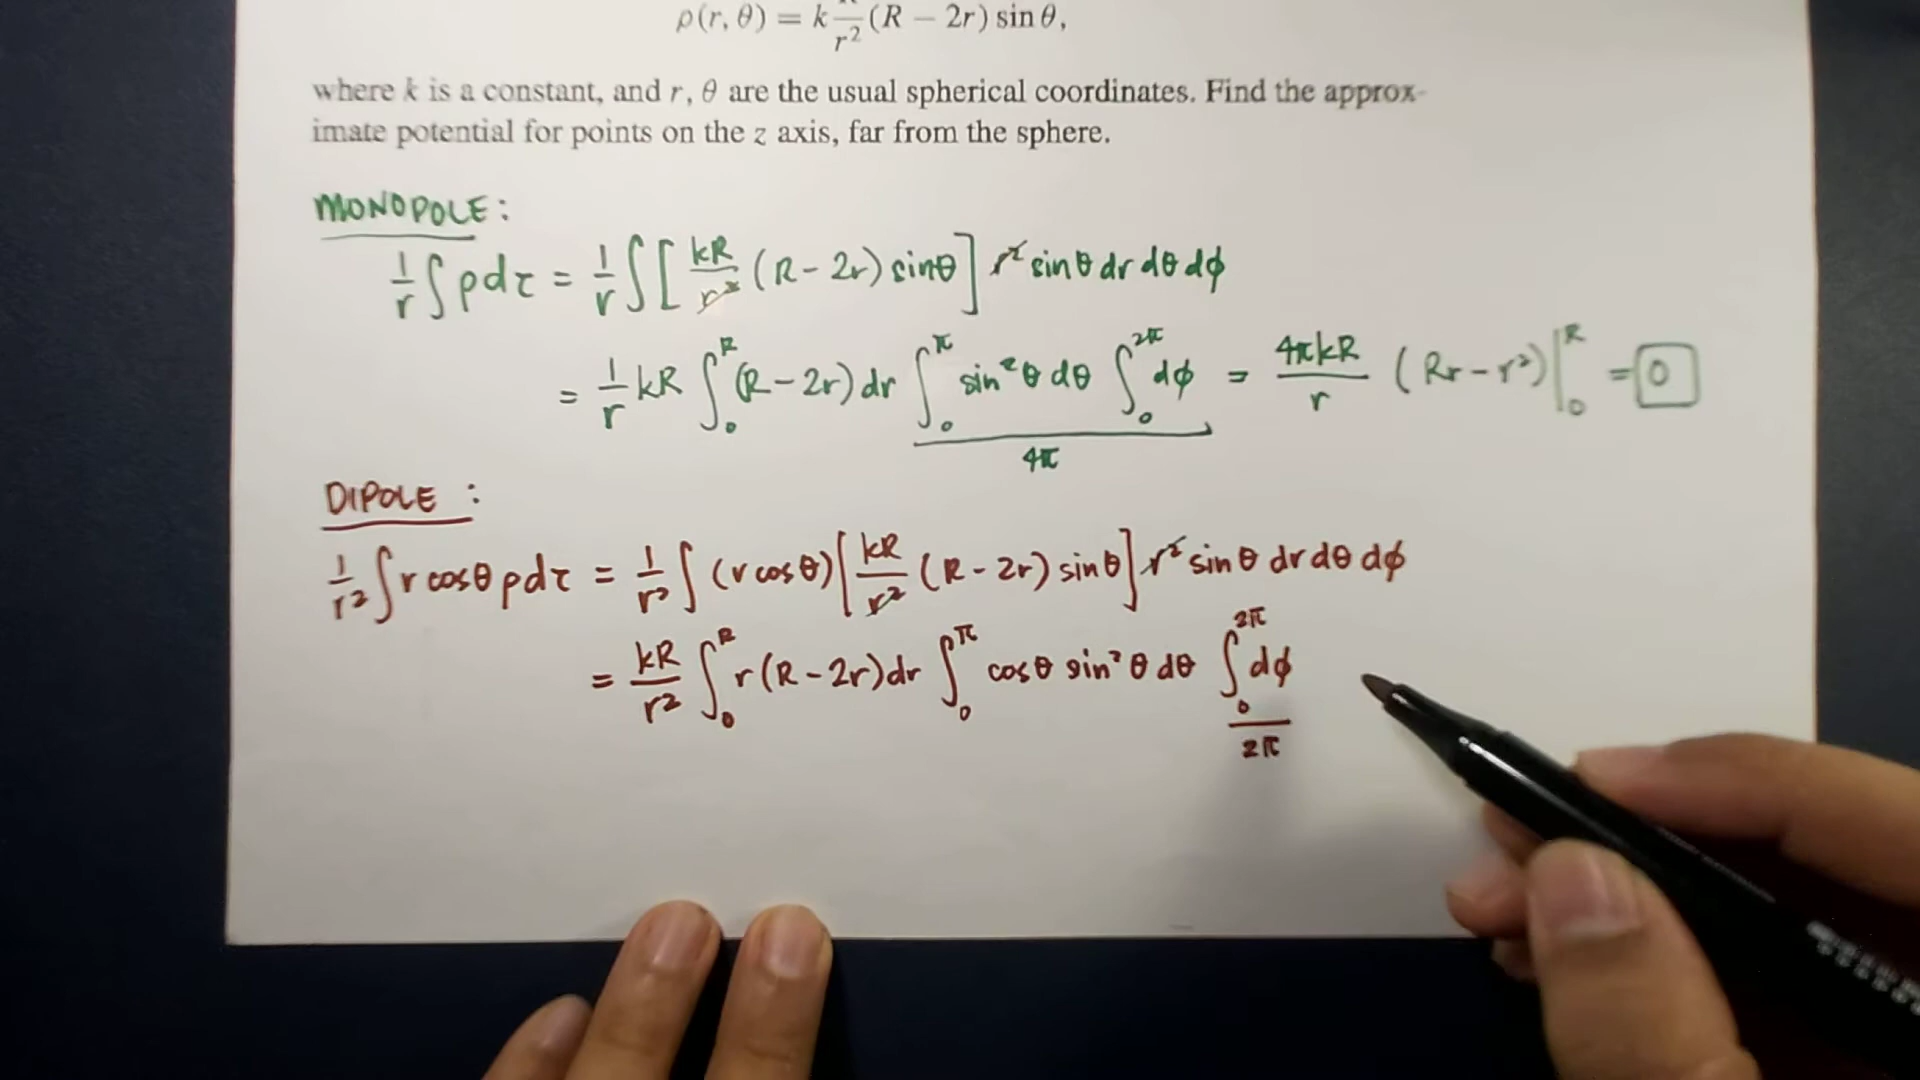 ρ(r, θ) = k R/r² (R − 2r) sin θ,
where k is a constant, and r, θ are the usual spherical coordinates. Find the approx-
imate potential for points on the z axis, far from the sphere.
MONOPOLE:
1/r ∫ρdτ = 1/r ∫[kR/r² (R-2r) sinθ] r² sinθ dr dθ dϕ
= 1/r kR ∫₀ᴿ (R-2r) dr ∫₀^π sin²θ dθ ∫₀^2π dϕ = 4πkR/r (Rr-r²)|₀ᴿ = 0
4π
DIPOLE :
1/r² ∫r cosθ ρdτ = 1/r² ∫(r cosθ)[kR/r² (R-2r) sinθ] r² sinθ dr dθ dϕ
= kR/r² ∫₀ᴿ r(R-2r)dr ∫₀^π cosθ sin²θ dθ ∫₀^2π dϕ
2π